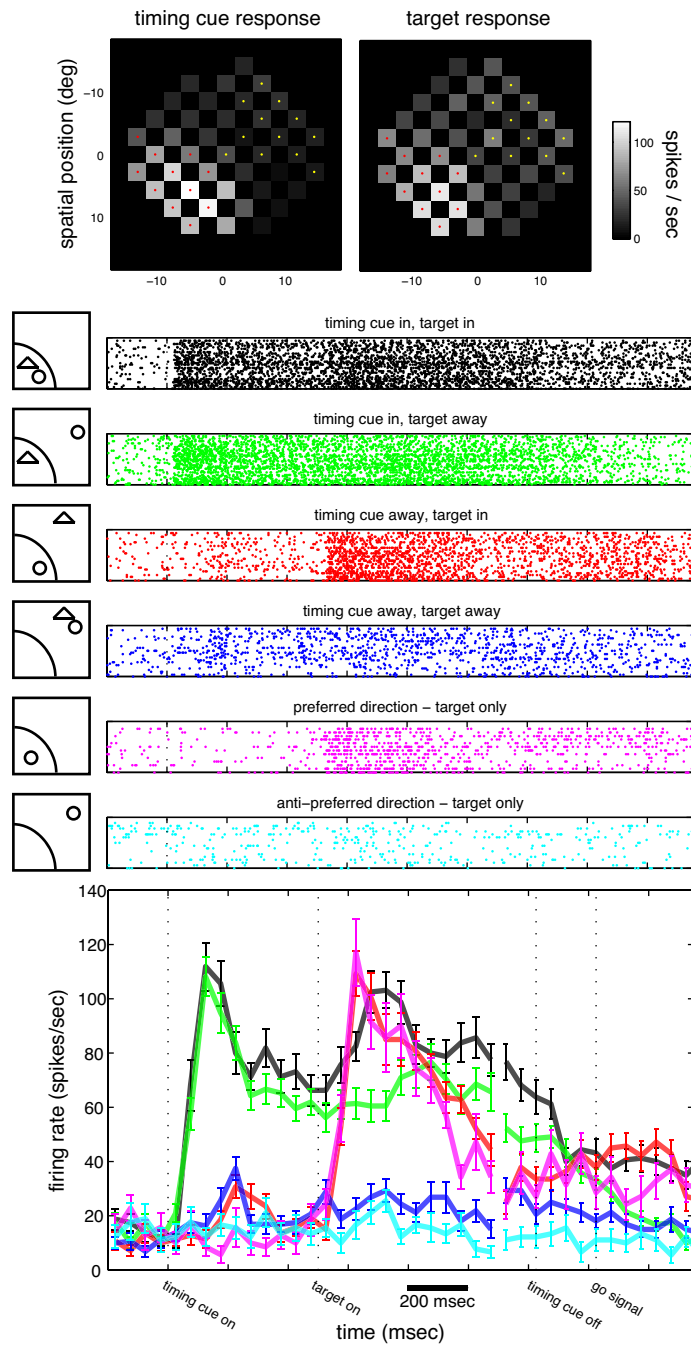 timing cue response
target response
spatial position (deg)
−10
0
10
−10
0
10
−10
0
10
100
50
0
spikes / sec
timing cue in, target in
timing cue in, target away
timing cue away, target in
timing cue away, target away
preferred direction − target only
anti−preferred direction − target only
140
120
100
80
60
40
20
0
firing rate (spikes/sec)
timing cue on
target on
200 msec
timing cue off
go signal
time (msec)